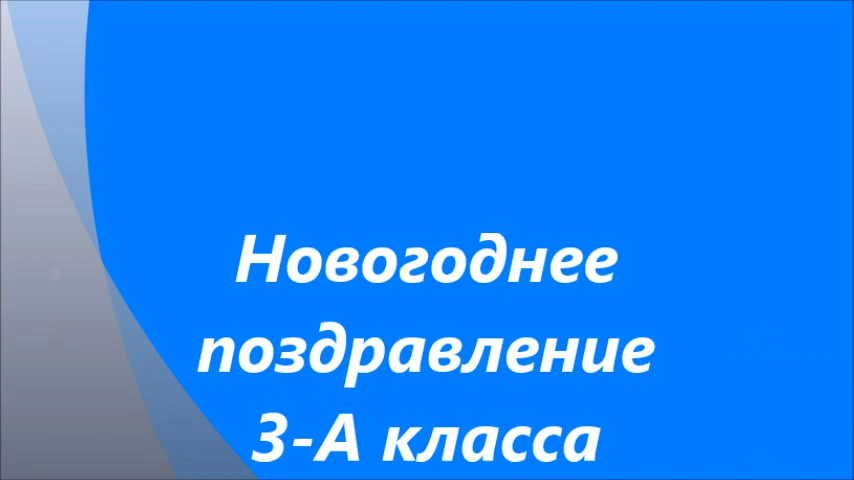 Новогоднее
поздравление
3-А класса